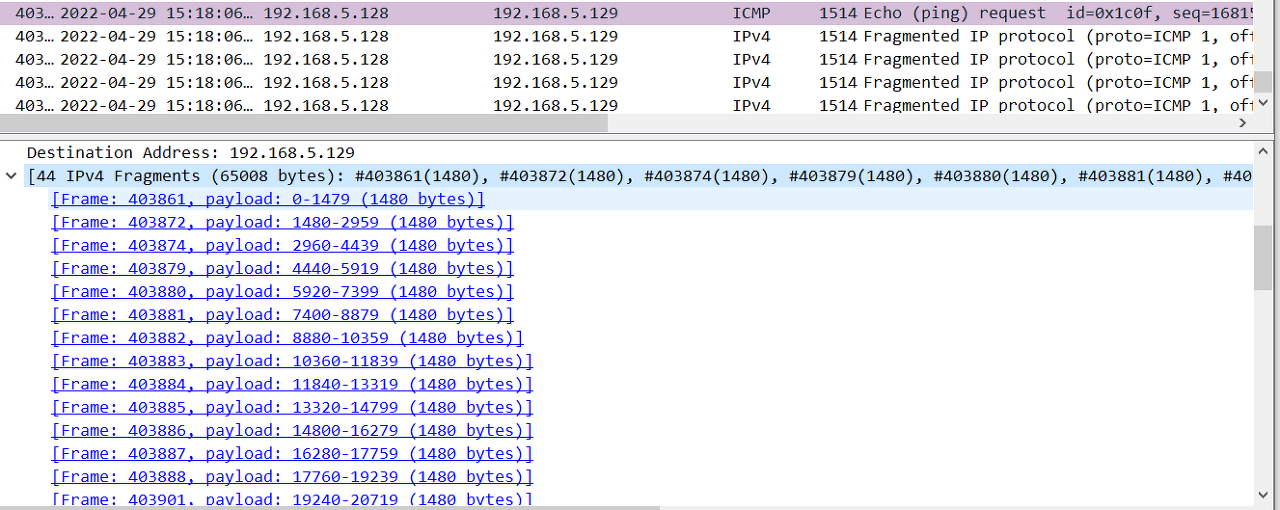 403… 2022-04-29 15:18:06… 192.168.5.128 192.168.5.129 ICMP 1514 Echo (ping) request id=0x1c0f, seq=16815
403… 2022-04-29 15:18:06… 192.168.5.128 192.168.5.129 IPv4 1514 Fragmented IP protocol (proto=ICMP 1, off
403… 2022-04-29 15:18:06… 192.168.5.128 192.168.5.129 IPv4 1514 Fragmented IP protocol (proto=ICMP 1, off
403… 2022-04-29 15:18:06… 192.168.5.128 192.168.5.129 IPv4 1514 Fragmented IP protocol (proto=ICMP 1, off
403… 2022-04-29 15:18:06… 192.168.5.128 192.168.5.129 IPv4 1514 Fragmented IP protocol (proto=ICMP 1, off
Destination Address: 192.168.5.129
[44 IPv4 Fragments (65008 bytes): #403861(1480), #403872(1480), #403874(1480), #403879(1480), #403880(1480), #403881(1480), #40
[Frame: 403861, payload: 0-1479 (1480 bytes)]
[Frame: 403872, payload: 1480-2959 (1480 bytes)]
[Frame: 403874, payload: 2960-4439 (1480 bytes)]
[Frame: 403879, payload: 4440-5919 (1480 bytes)]
[Frame: 403880, payload: 5920-7399 (1480 bytes)]
[Frame: 403881, payload: 7400-8879 (1480 bytes)]
[Frame: 403882, payload: 8880-10359 (1480 bytes)]
[Frame: 403883, payload: 10360-11839 (1480 bytes)]
[Frame: 403884, payload: 11840-13319 (1480 bytes)]
[Frame: 403885, payload: 13320-14799 (1480 bytes)]
[Frame: 403886, payload: 14800-16279 (1480 bytes)]
[Frame: 403887, payload: 16280-17759 (1480 bytes)]
[Frame: 403888, payload: 17760-19239 (1480 bytes)]
[Frame: 403901, payload: 19240-20719 (1480 bytes)]